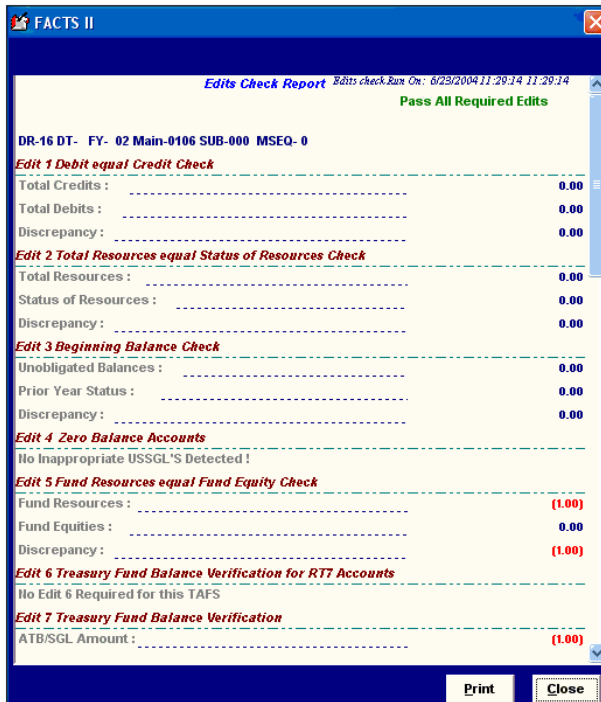 FACTS II
Edits Check Report Edits check Run On: 6/23/2004 11:29:14 11:29:14
Pass All Required Edits
DR-16 DT- FY- 02 Main-0106 SUB-000 MSEQ- 0
Edit 1 Debit equal Credit Check
Total Credits : 0.00
Total Debits : 0.00
Discrepancy : 0.00
Edit 2 Total Resources equal Status of Resources Check
Total Resources : 0.00
Status of Resources : 0.00
Discrepancy : 0.00
Edit 3 Beginning Balance Check
Unobligated Balances : 0.00
Prior Year Status : 0.00
Discrepancy : 0.00
Edit 4 Zero Balance Accounts
No Inappropriate USSGL'S Detected !
Edit 5 Fund Resources equal Fund Equity Check
Fund Resources : (1.00)
Fund Equities : 0.00
Discrepancy : (1.00)
Edit 6 Treasury Fund Balance Verification for RT7 Accounts
No Edit 6 Required for this TAFS
Edit 7 Treasury Fund Balance Verification
ATB/SGL Amount : (1.00)
Print Close